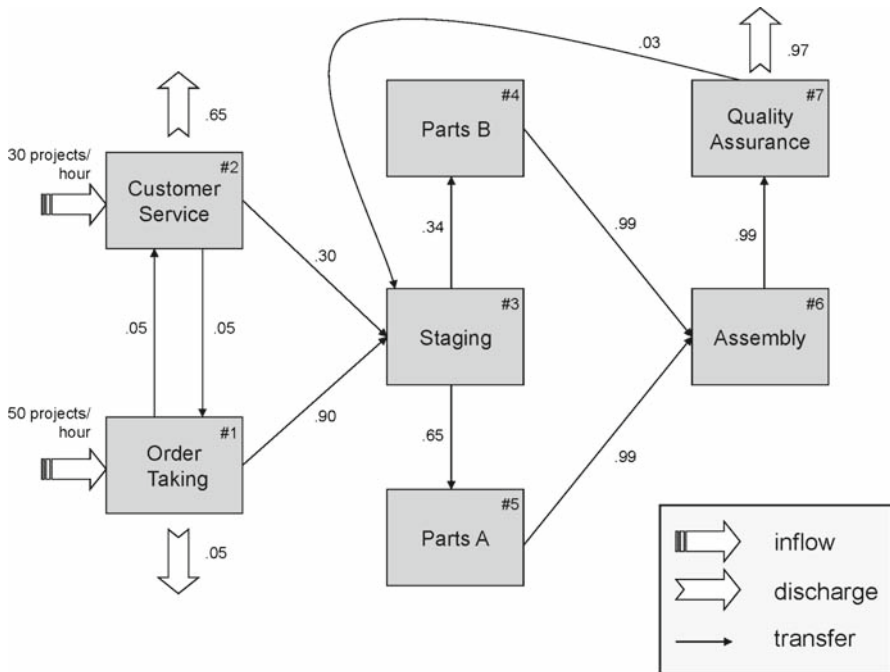 .03
.97
#4
Parts B
#7
Quality
Assurance
.65
30 projects/
hour
#2
Customer
Service
.30
.34
.99
.99
.05
.05
#3
Staging
#6
Assembly
50 projects/
hour
#1
Order
Taking
.90
.65
.99
.05
#5
Parts A
inflow
discharge
transfer